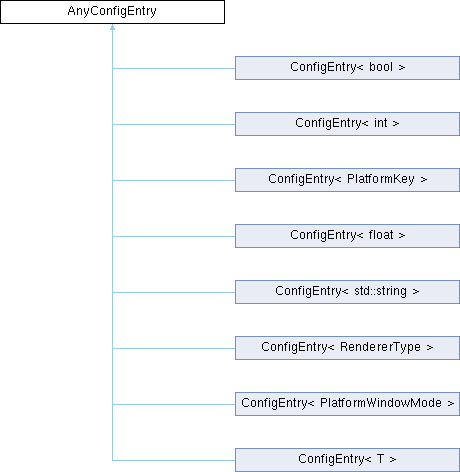 AnyConfigEntry
ConfigEntry< bool >
ConfigEntry< int >
ConfigEntry< PlatformKey >
ConfigEntry< float >
ConfigEntry< std::string >
ConfigEntry< RendererType >
ConfigEntry< PlatformWindowMode >
ConfigEntry< T >